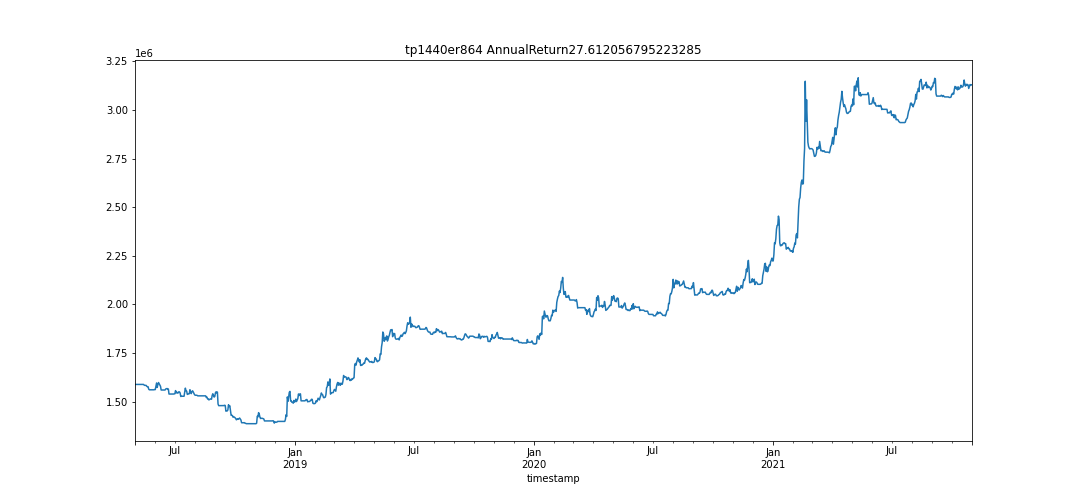 tp1440er864 AnnualReturn27.612056795223285
1e6
3.25
3.00
2.75
2.50
2.25
2.00
1.75
1.50
Jul Jan Jul Jan Jul Jan Jul
2019 2020 2021
timestamp